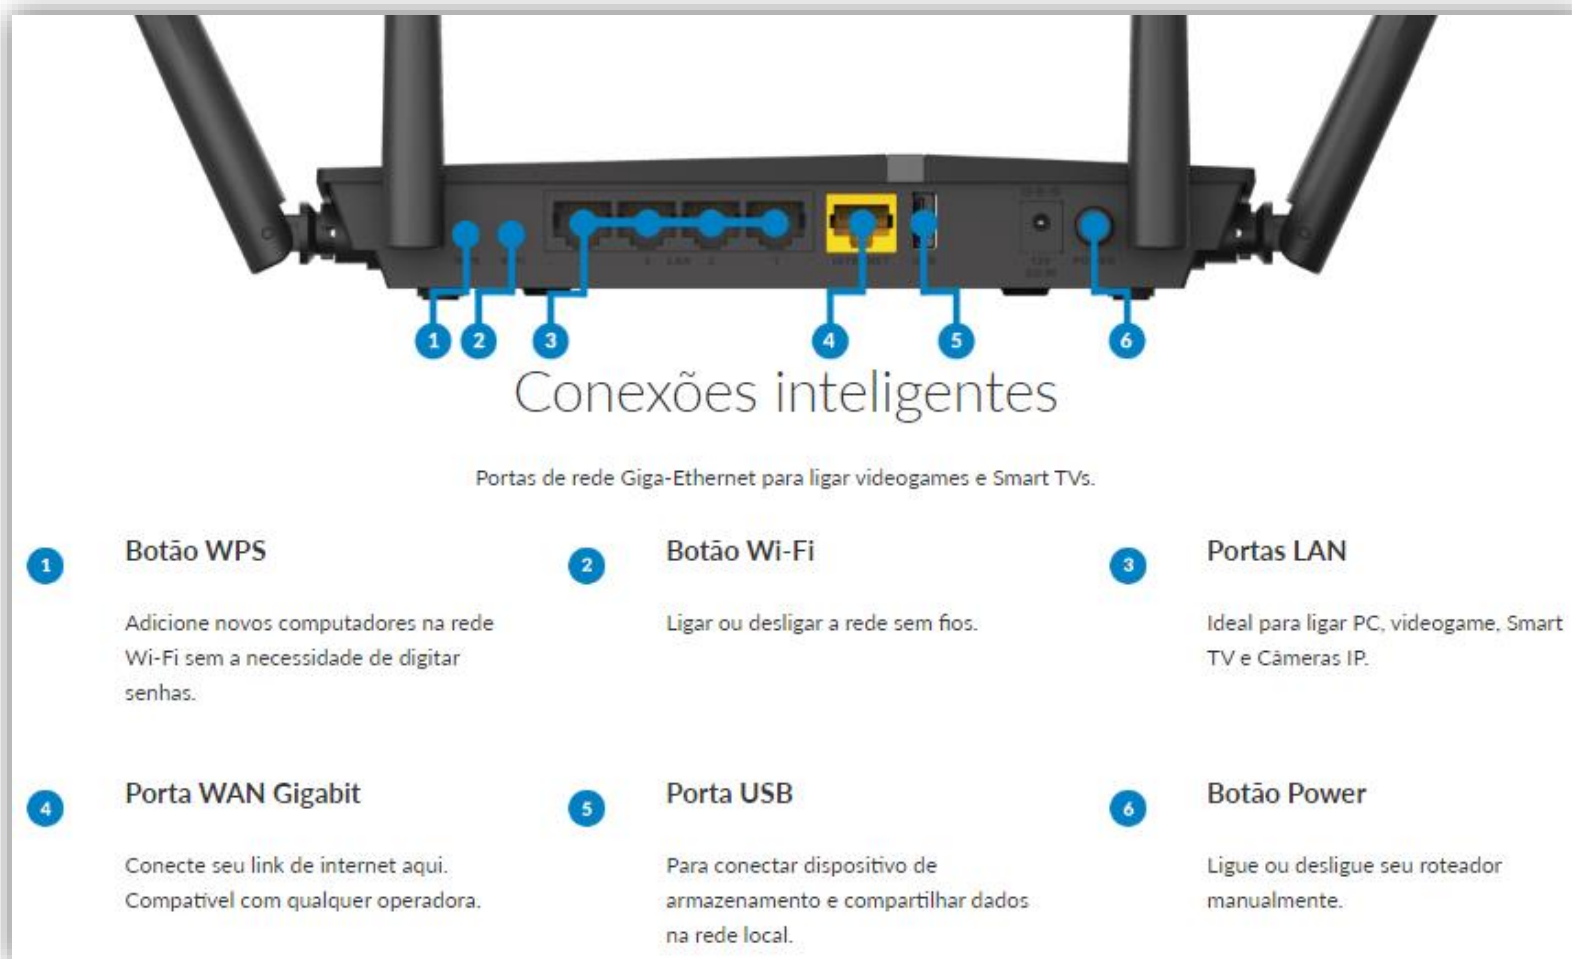 1 2 3 4 5 6
Conexões inteligentes
Portas de rede Giga-Ethernet para ligar videogames e Smart TVs.
1
Botão WPS
Adicione novos computadores na rede
Wi-Fi sem a necessidade de digitar
senhas.
2
Botão Wi-Fi
Ligar ou desligar a rede sem fios.
3
Portas LAN
Ideal para ligar PC, videogame, Smart
TV e Câmeras IP.
4
Porta WAN Gigabit
Conecte seu link de internet aqui.
Compatível com qualquer operadora.
5
Porta USB
Para conectar dispositivo de
armazenamento e compartilhar dados
na rede local.
6
Botão Power
Ligue ou desligue seu roteador
manualmente.